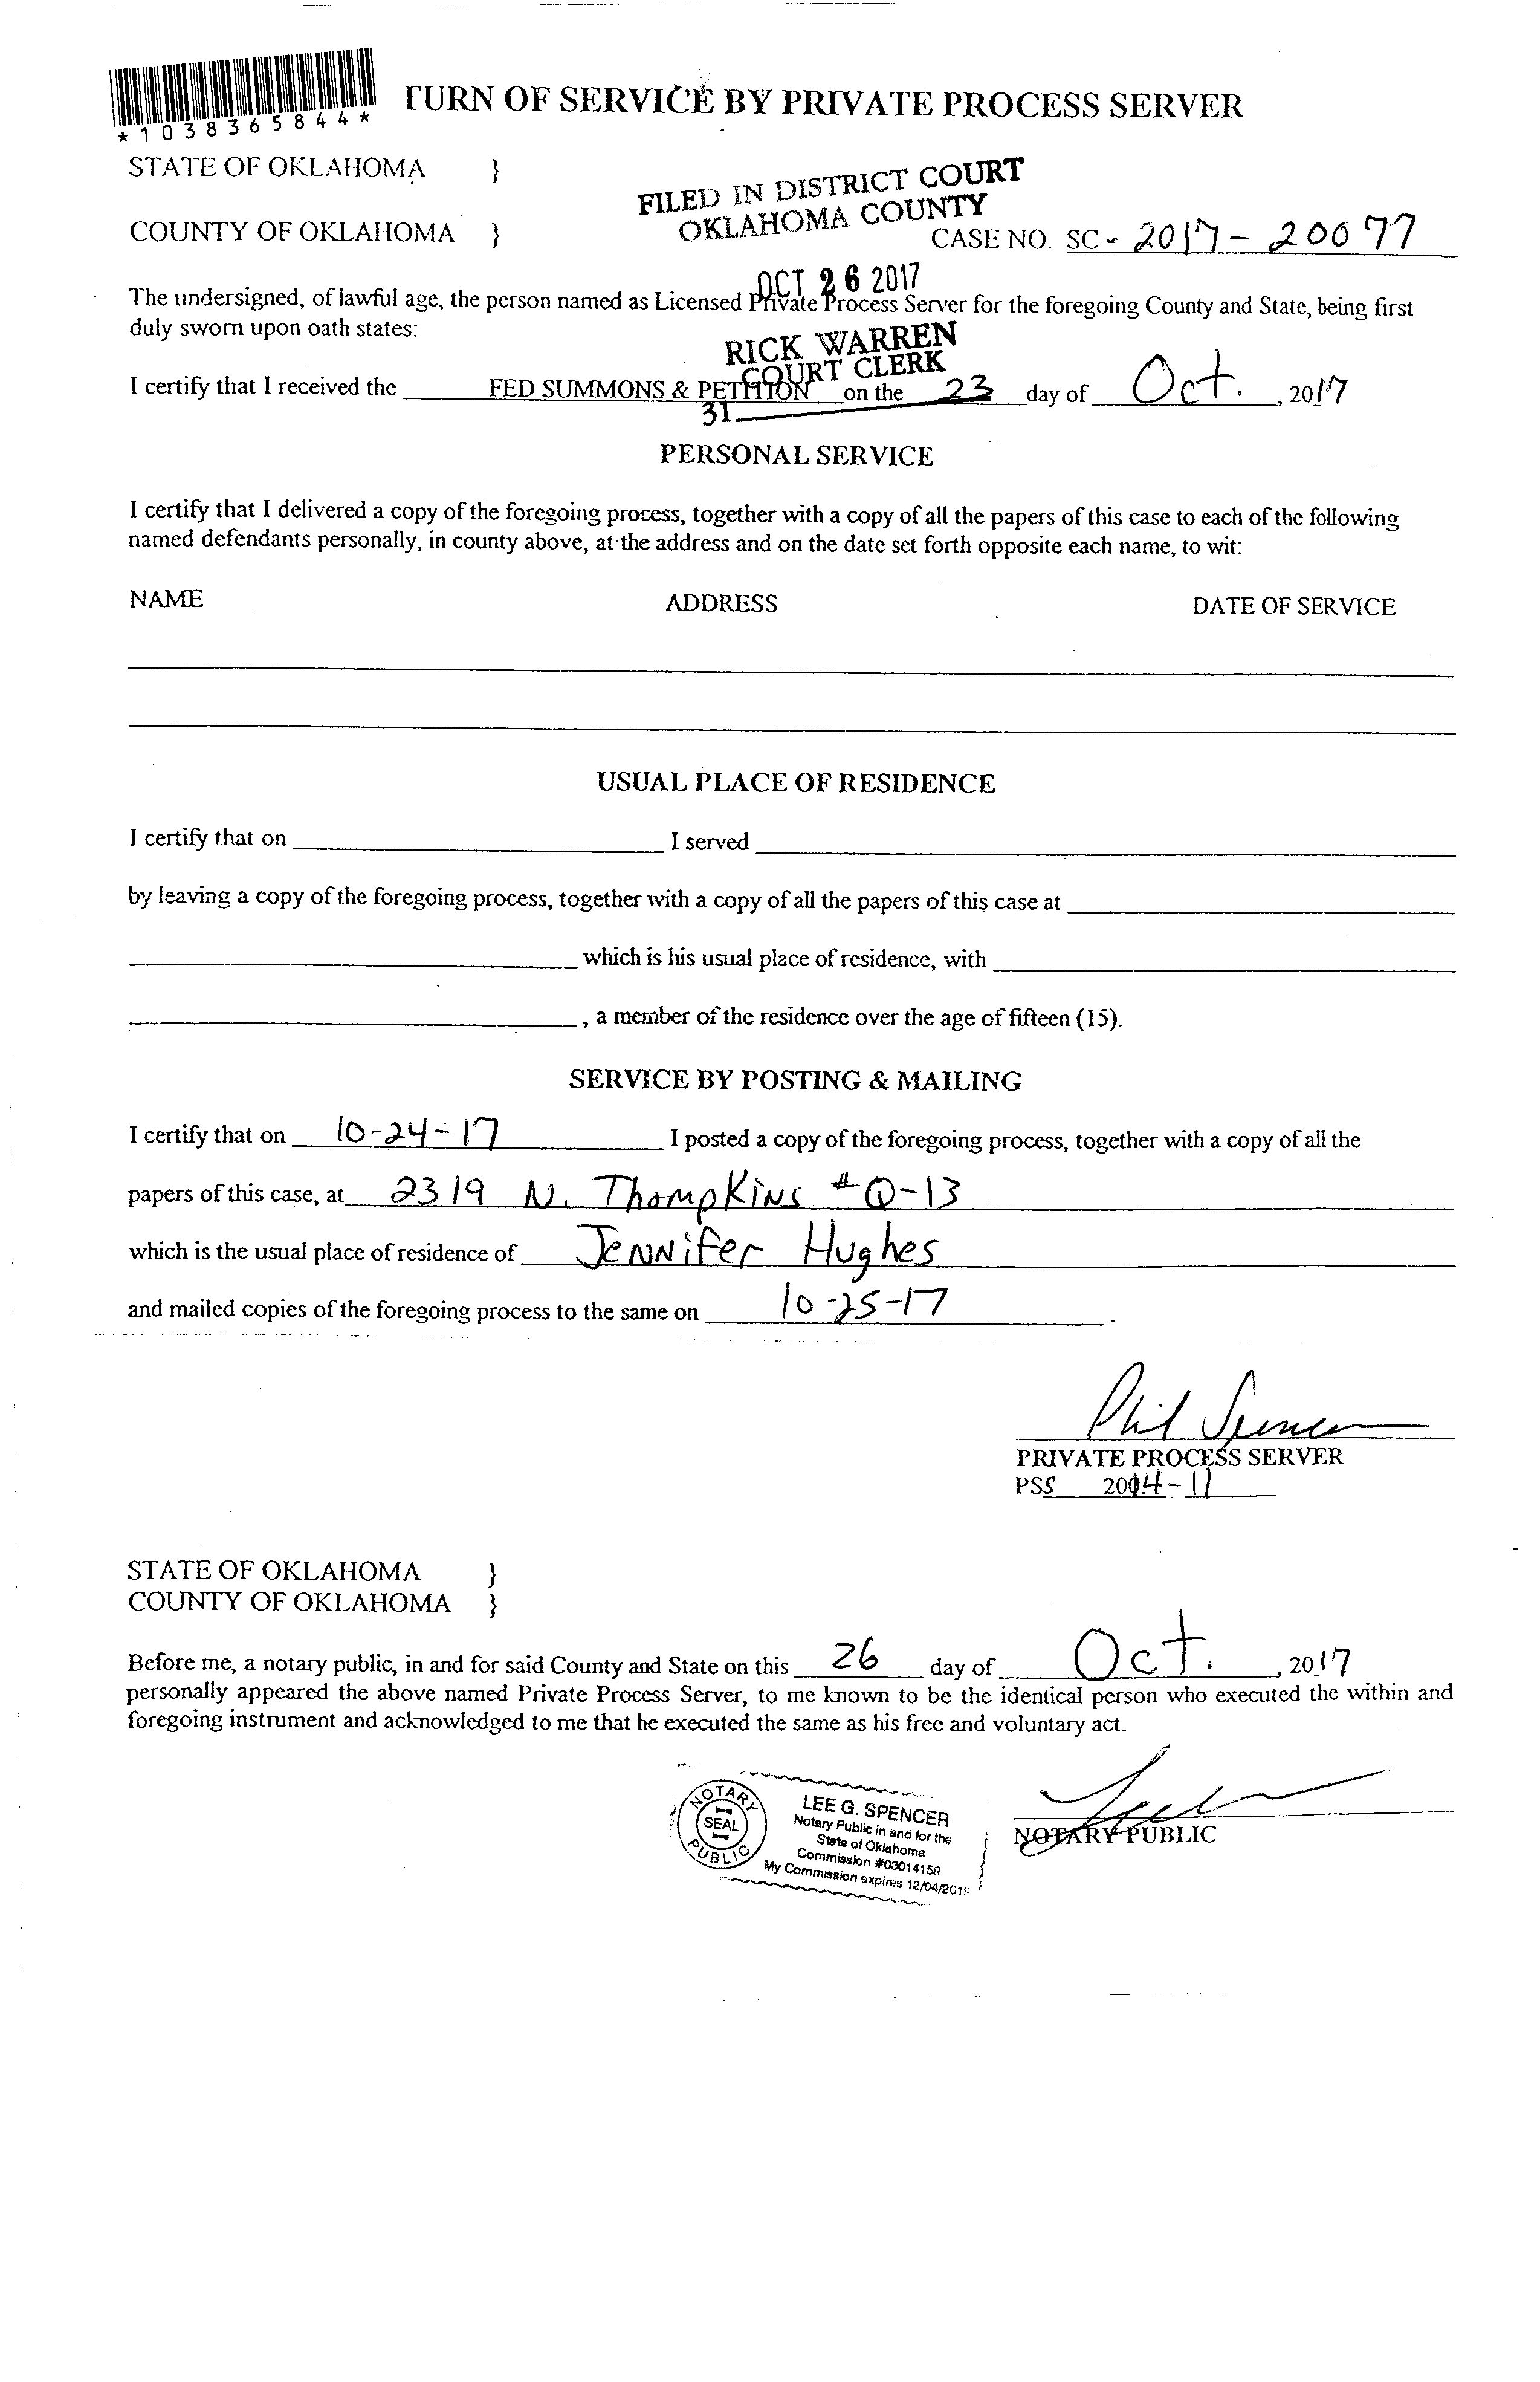 *1038365844*
TURN OF SERVICE BY PRIVATE PROCESS SERVER
STATE OF OKLAHOMA }
FILED IN DISTRICT COURT
OKLAHOMA COUNTY
COUNTY OF OKLAHOMA }
CASE NO. SC- 2017-20077
OCT 26 2017
The undersigned, of lawful age, the person named as Licensed Private Process Server for the foregoing County and State, being first
duly sworn upon oath states:
RICK WARREN
COURT CLERK
I certify that I received the FED SUMMONS & PETITION on the 23 day of Oct. , 2017
31
PERSONAL SERVICE
I certify that I delivered a copy of the foregoing process, together with a copy of all the papers of this case to each of the following
named defendants personally, in county above, at the address and on the date set forth opposite each name, to wit:
NAME ADDRESS DATE OF SERVICE
USUAL PLACE OF RESIDENCE
I certify that on I served
by leaving a copy of the foregoing process, together with a copy of all the papers of this case at
which is his usual place of residence, with
, a member of the residence over the age of fifteen (15).
SERVICE BY POSTING & MAILING
I certify that on 10-24-17 I posted a copy of the foregoing process, together with a copy of all the
papers of this case, at 2319 N. Thompkins #Q-13
which is the usual place of residence of Jennifer Hughes
and mailed copies of the foregoing process to the same on 10-25-17 .
Phil Spencer
PRIVATE PROCESS SERVER
PSS 2014-11
STATE OF OKLAHOMA }
COUNTY OF OKLAHOMA }
Before me, a notary public, in and for said County and State on this 26 day of Oct. , 2017
personally appeared the above named Private Process Server, to me known to be the identical person who executed the within and
foregoing instrument and acknowledged to me that he executed the same as his free and voluntary act.
NOTARY PUBLIC
SEAL
LEE G. SPENCER
Notary Public in and for the
State of Oklahoma
Commission #03014159
My Commission expires 12/04/201
NOTARY PUBLIC